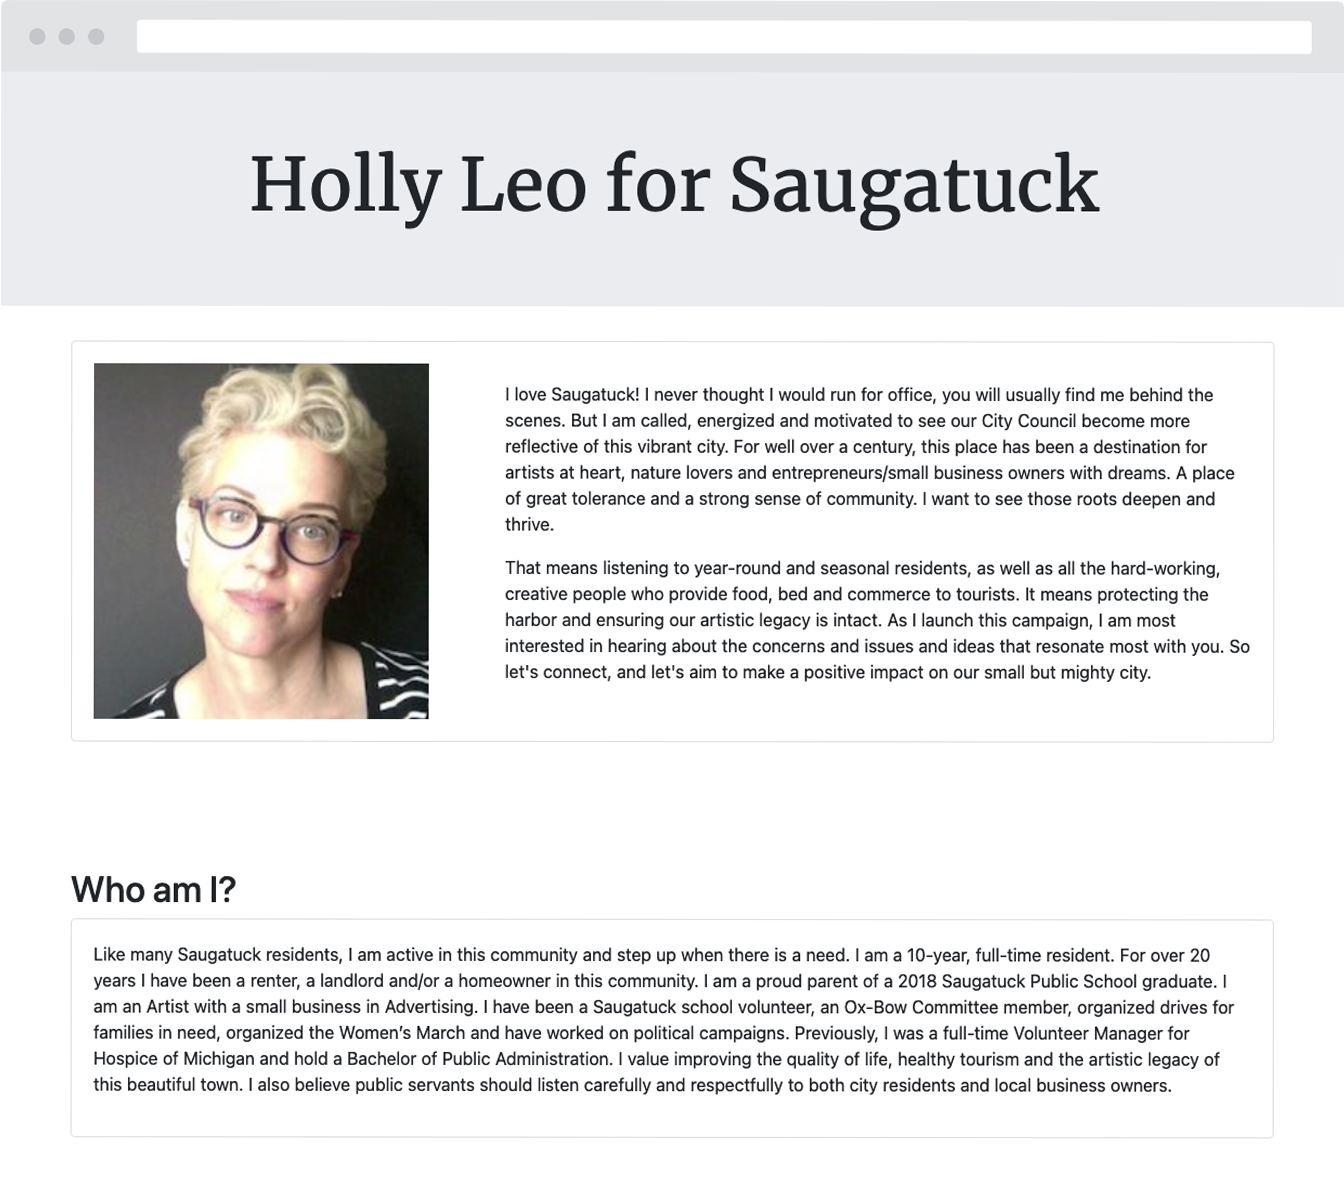 Holly Leo for Saugatuck
I love Saugatuck! I never thought I would run for office, you will usually find me behind the
scenes. But I am called, energized and motivated to see our City Council become more
reflective of this vibrant city. For well over a century, this place has been a destination for
artists at heart, nature lovers and entrepreneurs/small business owners with dreams. A place
of great tolerance and a strong sense of community. I want to see those roots deepen and
thrive.
That means listening to year-round and seasonal residents, as well as all the hard-working,
creative people who provide food, bed and commerce to tourists. It means protecting the
harbor and ensuring our artistic legacy is intact. As I launch this campaign, I am most
interested in hearing about the concerns and issues and ideas that resonate most with you. So
let's connect, and let's aim to make a positive impact on our small but mighty city.
Who am I?
Like many Saugatuck residents, I am active in this community and step up when there is a need. I am a 10-year, full-time resident. For over 20
years I have been a renter, a landlord and/or a homeowner in this community. I am a proud parent of a 2018 Saugatuck Public School graduate. I
am an Artist with a small business in Advertising. I have been a Saugatuck school volunteer, an Ox-Bow Committee member, organized drives for
families in need, organized the Women’s March and have worked on political campaigns. Previously, I was a full-time Volunteer Manager for
Hospice of Michigan and hold a Bachelor of Public Administration. I value improving the quality of life, healthy tourism and the artistic legacy of
this beautiful town. I also believe public servants should listen carefully and respectfully to both city residents and local business owners.